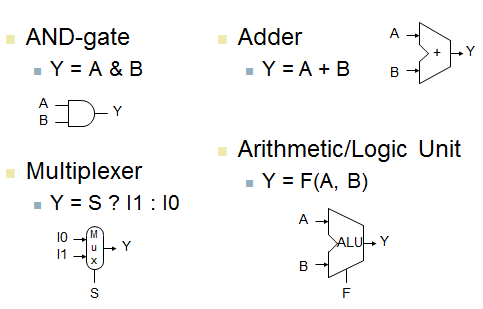 AND-gate
Y = A & B
A
B
Y
Adder
Y = A + B
A
B
+
Y
Multiplexer
Y = S ? I1 : I0
I0
I1
M
u
x
Y
S
Arithmetic/Logic Unit
Y = F(A, B)
A
B
ALU
Y
F